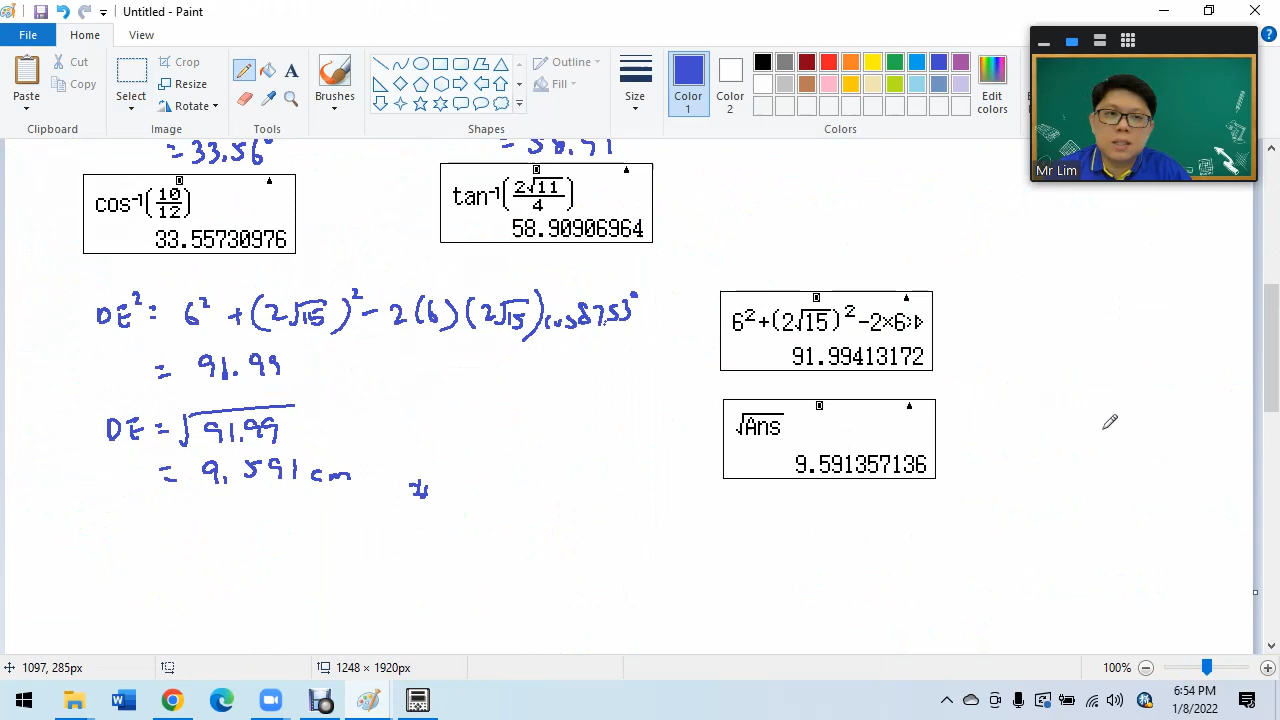 Untitled - Paint
File Home View
Paste Cut Copy Clipboard
Select Crop Resize Rotate Image
Tools
Brushes
Outline Fill Shapes
Size
Color 1 Color 2 Edit colors Colors
Mr Lim
= 33.56°
= 58.91
cos⁻¹(10/12)
33.55730976
tan⁻¹(2√11/4)
58.90906964
DE² = 6² + (2√15)² - 2(6)(2√15)cos87.53°
= 91.99
6²+(2√15)²-2×6
91.99413172
DE = √91.99
= 9.591 cm
√Ans
9.591357136
1097, 285px
1248 × 1920px
100%
6:54 PM
1/8/2022